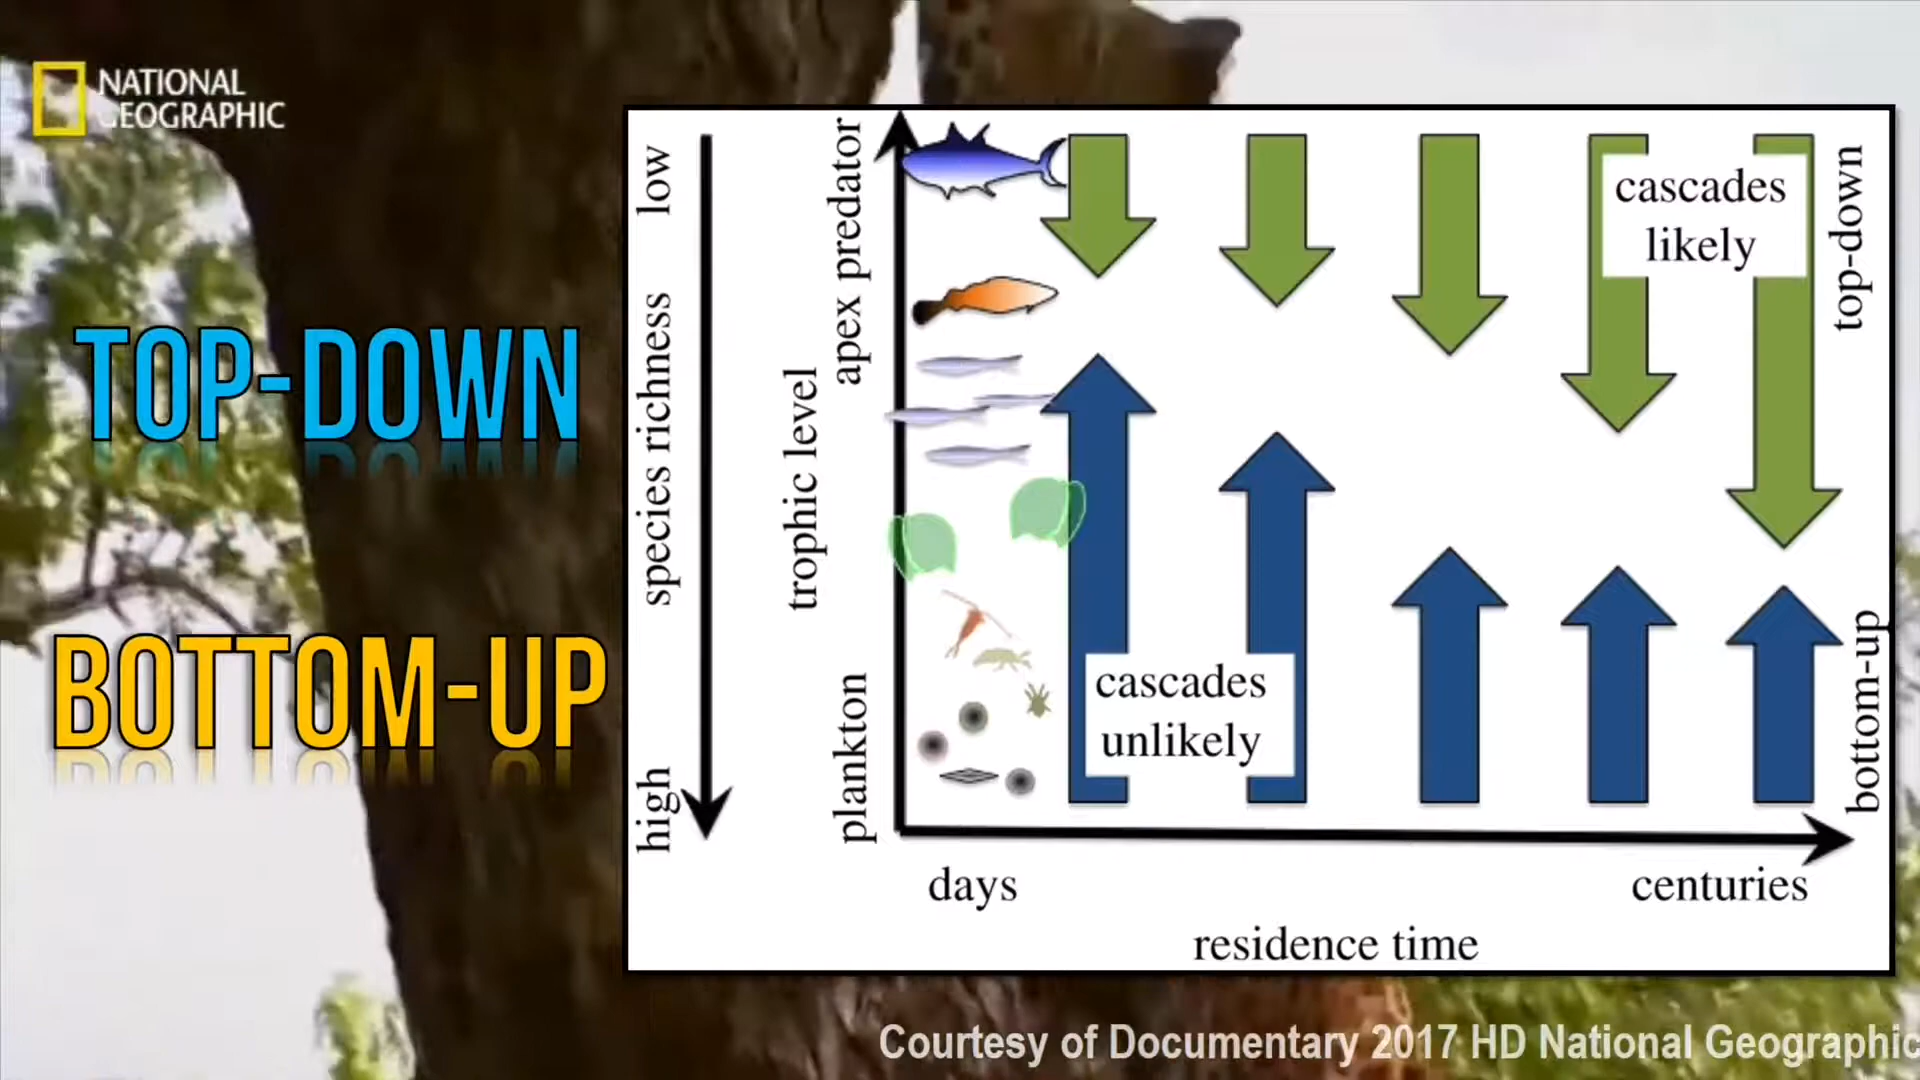 NATIONAL
GEOGRAPHIC
TOP-DOWN
BOTTOM-UP
low
species richness
high
apex predator
trophic level
plankton
cascades
likely
top-down
cascades
unlikely
bottom-up
days
centuries
residence time
Courtesy of Documentary 2017 HD National Geographic